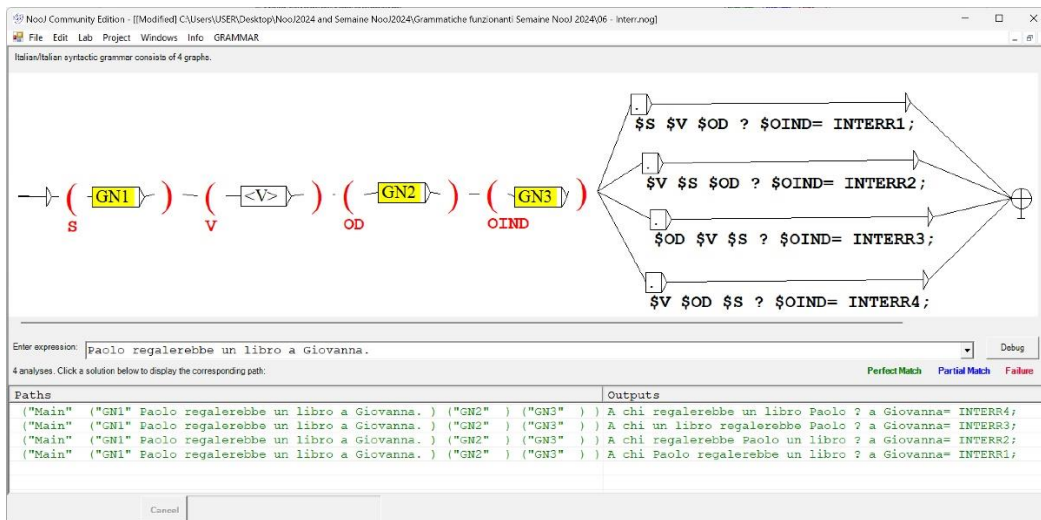 NooJ Community Edition - [[Modified] C:\Users\USER\Desktop\NooJ2024 and Semaine NooJ2024\Grammatiche funzionanti Semaine NooJ 2024\06 - Interr.nog]
File Edit Lab Project Windows Info GRAMMAR
Italian/Italian syntactic grammar consists of 4 graphs.
.
$S $V $OD ? $OIND= INTERR1;
.
$V $S $OD ? $OIND= INTERR2;
( GN1 ) ( <V> ) ( GN2 ) ( GN3 )
S V OD OIND
.
$OD $V $S ? $OIND= INTERR3;
.
$V $OD $S ? $OIND= INTERR4;
Enter expression: Paolo regalerebbe un libro a Giovanna. Debug
4 analyses. Click a solution below to display the corresponding path: Perfect Match Partial Match Failure
Paths Outputs
("Main" ("GN1" Paolo regalerebbe un libro a Giovanna. ) ("GN2" ) ("GN3" ) ) A chi regalerebbe un libro Paolo ? a Giovanna= INTERR4;
("Main" ("GN1" Paolo regalerebbe un libro a Giovanna. ) ("GN2" ) ("GN3" ) ) A chi un libro regalerebbe Paolo ? a Giovanna= INTERR3;
("Main" ("GN1" Paolo regalerebbe un libro a Giovanna. ) ("GN2" ) ("GN3" ) ) A chi regalerebbe Paolo un libro ? a Giovanna= INTERR2;
("Main" ("GN1" Paolo regalerebbe un libro a Giovanna. ) ("GN2" ) ("GN3" ) ) A chi Paolo regalerebbe un libro ? a Giovanna= INTERR1;
Cancel